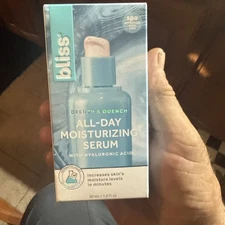 bliss
DRENCH & QUENCH
ALL-DAY
MOISTURIZING
SERUM
WITH HYALURONIC ACID
increases skin's
moisture levels
in minutes